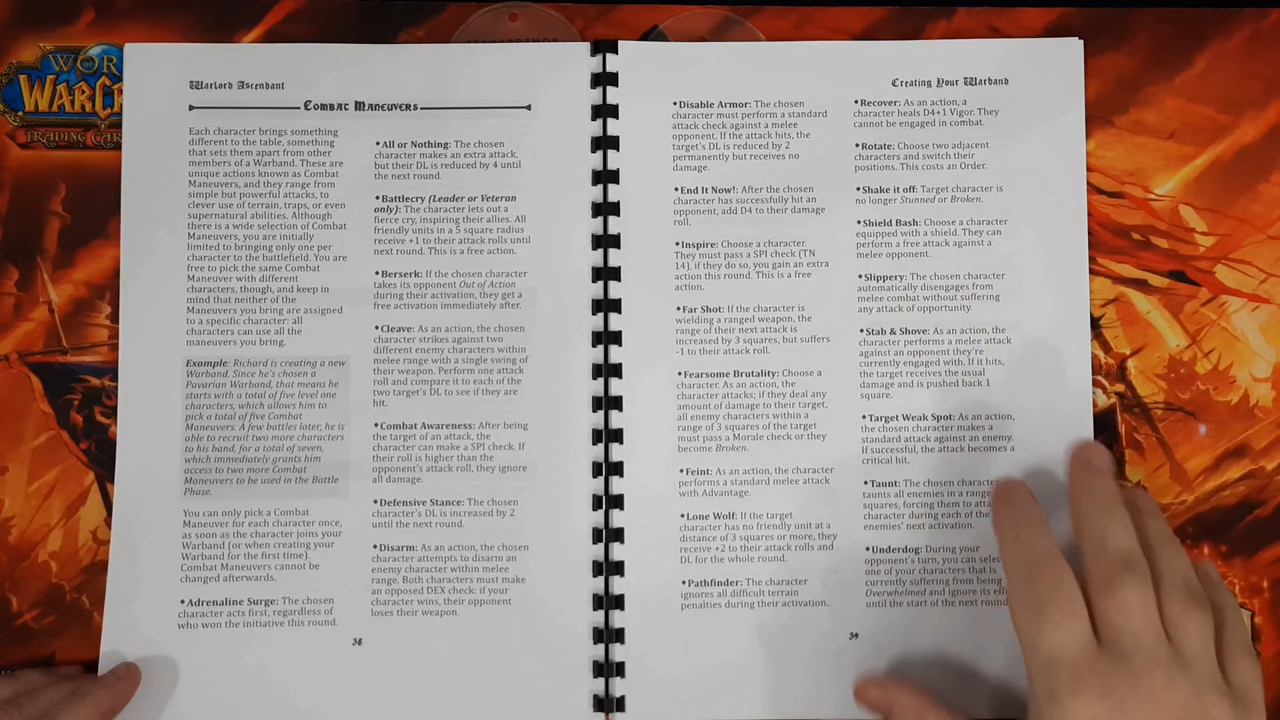 WOR
WARCR
TRADING CAR
Warlord Ascendant
Combat Maneuvers
Each character brings something
different to the table, something
that sets them apart from other
members of a Warband. These are
unique actions known as Combat
Maneuvers, and they range from
simple but powerful attacks, to
clever use of terrain, traps, or even
supernatural abilities. Although
there is a wide selection of Combat
Maneuvers, you are initially
limited to bringing only one per
character to the battlefield. You are
free to pick the same Combat
Maneuver with different
characters, though, and keep in
mind that neither of the
Maneuvers you bring are assigned
to a specific character: all
characters can use all the
maneuvers you bring.
Example: Richard is creating a new
Warband. Since he's chosen a
Pavarian Warband, that means he
starts with a total of five level one
characters, which allows him to
pick a total of five Combat
Maneuvers. A few battles later, he is
able to recruit two more characters
to his band, for a total of seven,
which immediately grants him
access to two more Combat
Maneuvers to be used in the Battle
Phase.
You can only pick a Combat
Maneuver for each character once,
as soon as the character joins your
Warband (or when creating your
Warband for the first time).
Combat Maneuvers cannot be
changed afterwards.
◆Adrenaline Surge: The chosen
character acts first, regardless of
who won the initiative this round.
◆All or Nothing: The chosen
character makes an extra attack,
but their DL is reduced by 4 until
the next round.
◆Battlecry (Leader or Veteran
only): The character lets out a
fierce cry, inspiring their allies. All
friendly units in a 5 square radius
receive +1 to their attack rolls until
next round. This is a free action.
◆Berserk: If the chosen character
takes its opponent Out of Action
during their activation, they get a
free activation immediately after.
◆Cleave: As an action, the chosen
character strikes against two
different enemy characters within
melee range with a single swing of
their weapon. Perform one attack
roll and compare it to each of the
two target's DL to see if they are
hit.
◆Combat Awareness: After being
the target of an attack, the
character can make a SPI check. If
their roll is higher than the
opponent's attack roll, they ignore
all damage.
◆Defensive Stance: The chosen
character's DL is increased by 2
until the next round.
◆Disarm: As an action, the chosen
character attempts to disarm an
enemy character within melee
range. Both characters must make
an opposed DEX check: if your
character wins, their opponent
loses their weapon.
38
Creating Your Warband
◆Disable Armor: The chosen
character must perform a standard
attack check against a melee
opponent. If the attack hits, the
target's DL is reduced by 2
permanently but receives no
damage.
◆End It Now!: After the chosen
character has successfully hit an
opponent, add D4 to their damage
roll.
◆Inspire: Choose a character.
They must pass a SPI check (TN
14), if they do so, you gain an extra
action this round. This is a free
action.
◆Far Shot: If the character is
wielding a ranged weapon, the
range of their next attack is
increased by 3 squares, but suffers
-1 to their attack roll.
◆Fearsome Brutality: Choose a
character. As an action, the
character attacks; if they deal any
amount of damage to their target,
all enemy characters within a
range of 3 squares of the target
must pass a Morale check or they
become Broken.
◆Feint: As an action, the character
performs a standard melee attack
with Advantage.
◆Lone Wolf: If the target
character has no friendly unit at a
distance of 3 squares or more, they
receive +2 to their attack rolls and
DL for the whole round.
◆Pathfinder: The character
ignores all difficult terrain
penalties during their activation.
◆Recover: As an action, a
character heals D4+1 Vigor. They
cannot be engaged in combat.
◆Rotate: Choose two adjacent
characters and switch their
positions. This costs an Order.
◆Shake it off: Target character is
no longer Stunned or Broken.
◆Shield Bash: Choose a character
equipped with a shield. They can
perform a free attack against a
melee opponent.
◆Slippery: The chosen character
automatically disengages from
melee combat without suffering
any attack of opportunity.
◆Stab & Shove: As an action, the
character performs a melee attack
against an opponent they're
currently engaged with. If it hits,
the target receives the usual
damage and is pushed back 1
square.
◆Target Weak Spot: As an action,
the chosen character makes a
standard attack against an enemy.
If successful, the attack becomes a
critical hit.
◆Taunt: The chosen character
taunts all enemies in a range
squares, forcing them to atta
character during each of the
enemies' next activation.
◆Underdog: During your
opponent's turn, you can selec
one of your characters that is
currently suffering from being
Overwhelmed and ignore its eff
until the start of the next round
39